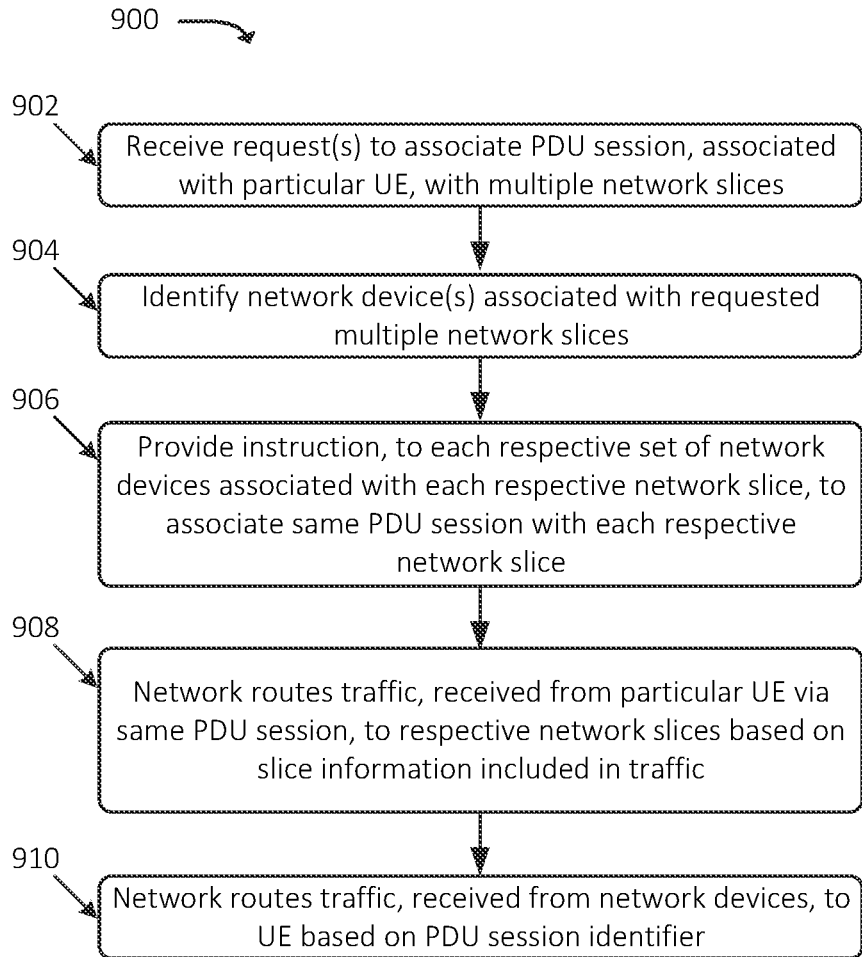 900
902
Receive request(s) to associate PDU session, associated
with particular UE, with multiple network slices
904
Identify network device(s) associated with requested
multiple network slices
906
Provide instruction, to each respective set of network
devices associated with each respective network slice, to
associate same PDU session with each respective
network slice
908
Network routes traffic, received from particular UE via
same PDU session, to respective network slices based on
slice information included in traffic
910
Network routes traffic, received from network devices, to
UE based on PDU session identifier